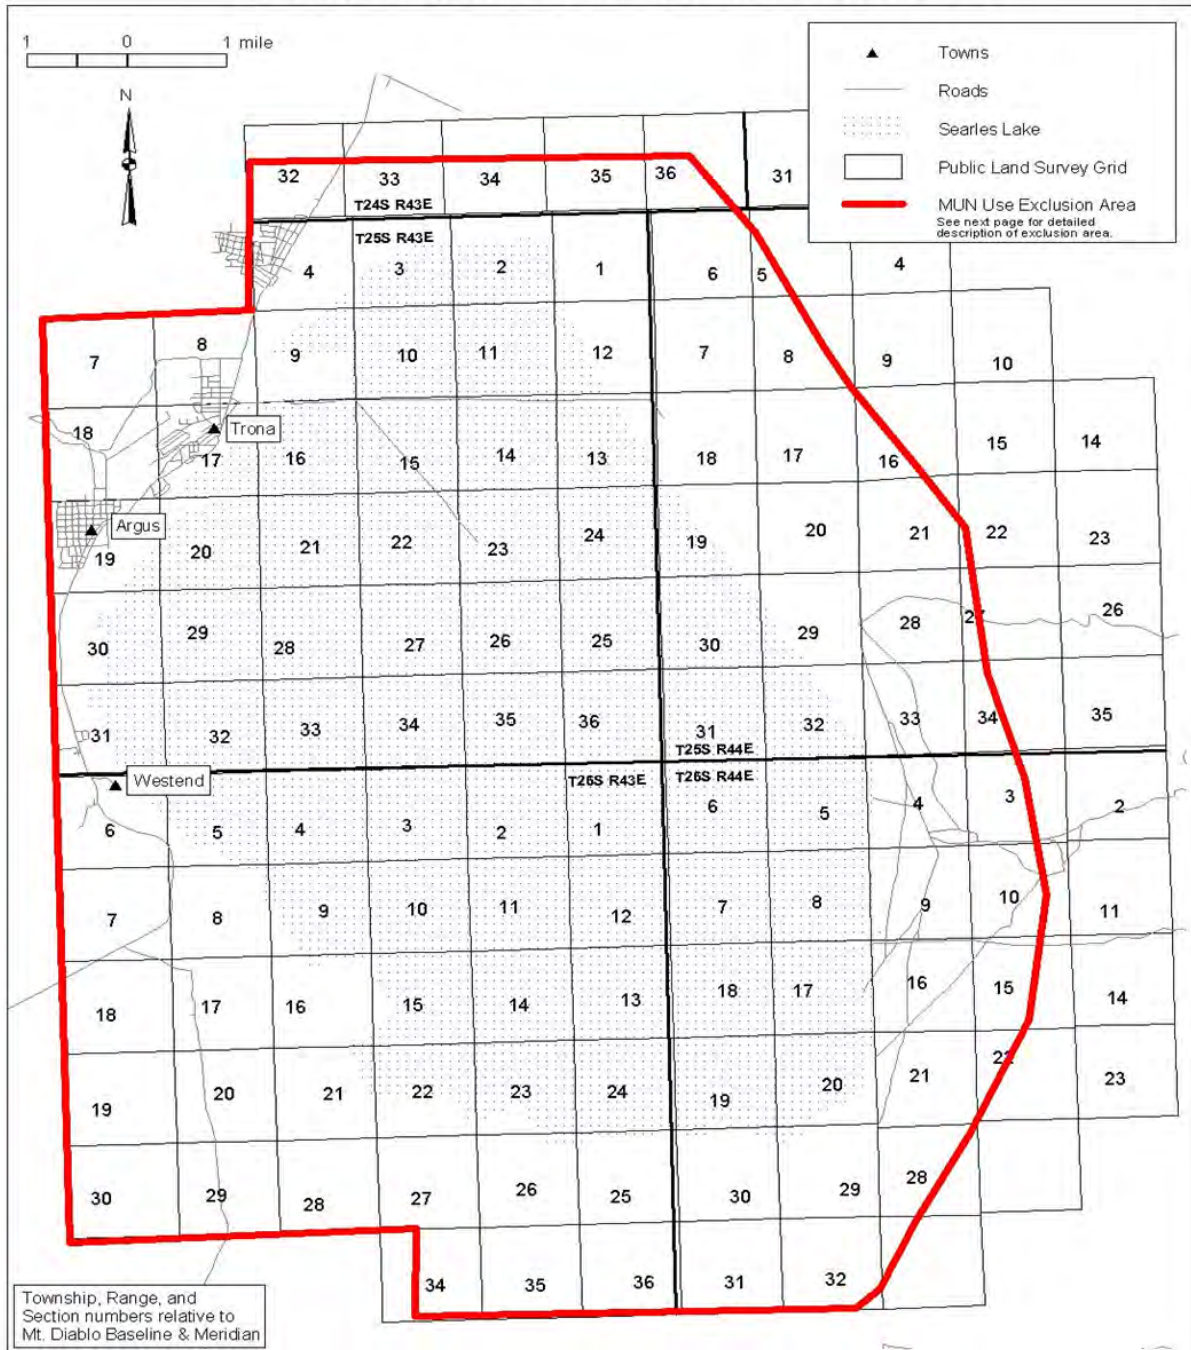 1 0 1 mile
N
Towns
Roads
Searles Lake
Public Land Survey Grid
MUN Use Exclusion Area
See next page for detailed
description of exclusion area.
32 33 34 35 36 31
T24S R43E
T25S R43E
4 3 2 1 6 5 4
7 8 9 10 11 12 7 8 9 10
Trona
18 17 16 15 14 13 18 17 16 15 14
Argus
19 20 21 22 23 24 19 20 21 22 23
30 29 28 27 26 25 30 29 28 27 26
31 32 33 34 35 36 31 32 33 34 35
T25S R44E
Westend
T26S R43E T26S R44E
6 5 4 3 2 1 6 5 4 3 2
7 8 9 10 11 12 7 8 9 10 11
18 17 16 15 14 13 18 17 16 15 14
19 20 21 22 23 24 19 20 21 22 23
30 29 28 27 26 25 30 29 28
34 35 36 31 32
Township, Range, and
Section numbers relative to
Mt. Diablo Baseline & Meridian